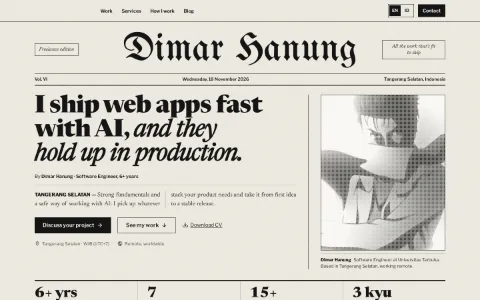 Work Services How I work Blog EN ID Contact
Freelance edition
Dimar Hanung
All the work that's fit to ship
Vol. VI Wednesday, 18 November 2026 Tangerang Selatan, Indonesia
I ship web apps fast
with AI, and they
hold up in production.
By Dimar Hanung · Software Engineer, 6+ years
TANGERANG SELATAN — Strong fundamentals and
a safe way of working with AI: I pick up whatever
stack your product needs and take it from first idea
to a stable release.
Discuss your project → See my work ↓ Download CV
Tangerang Selatan · WIB (UTC+7) Remote, worldwide
Dimar Hanung · Software Engineer at Universitas Terbuka.
Based in Tangerang Selatan, working remote.
6+ yrs 7 15+ 3 kyu